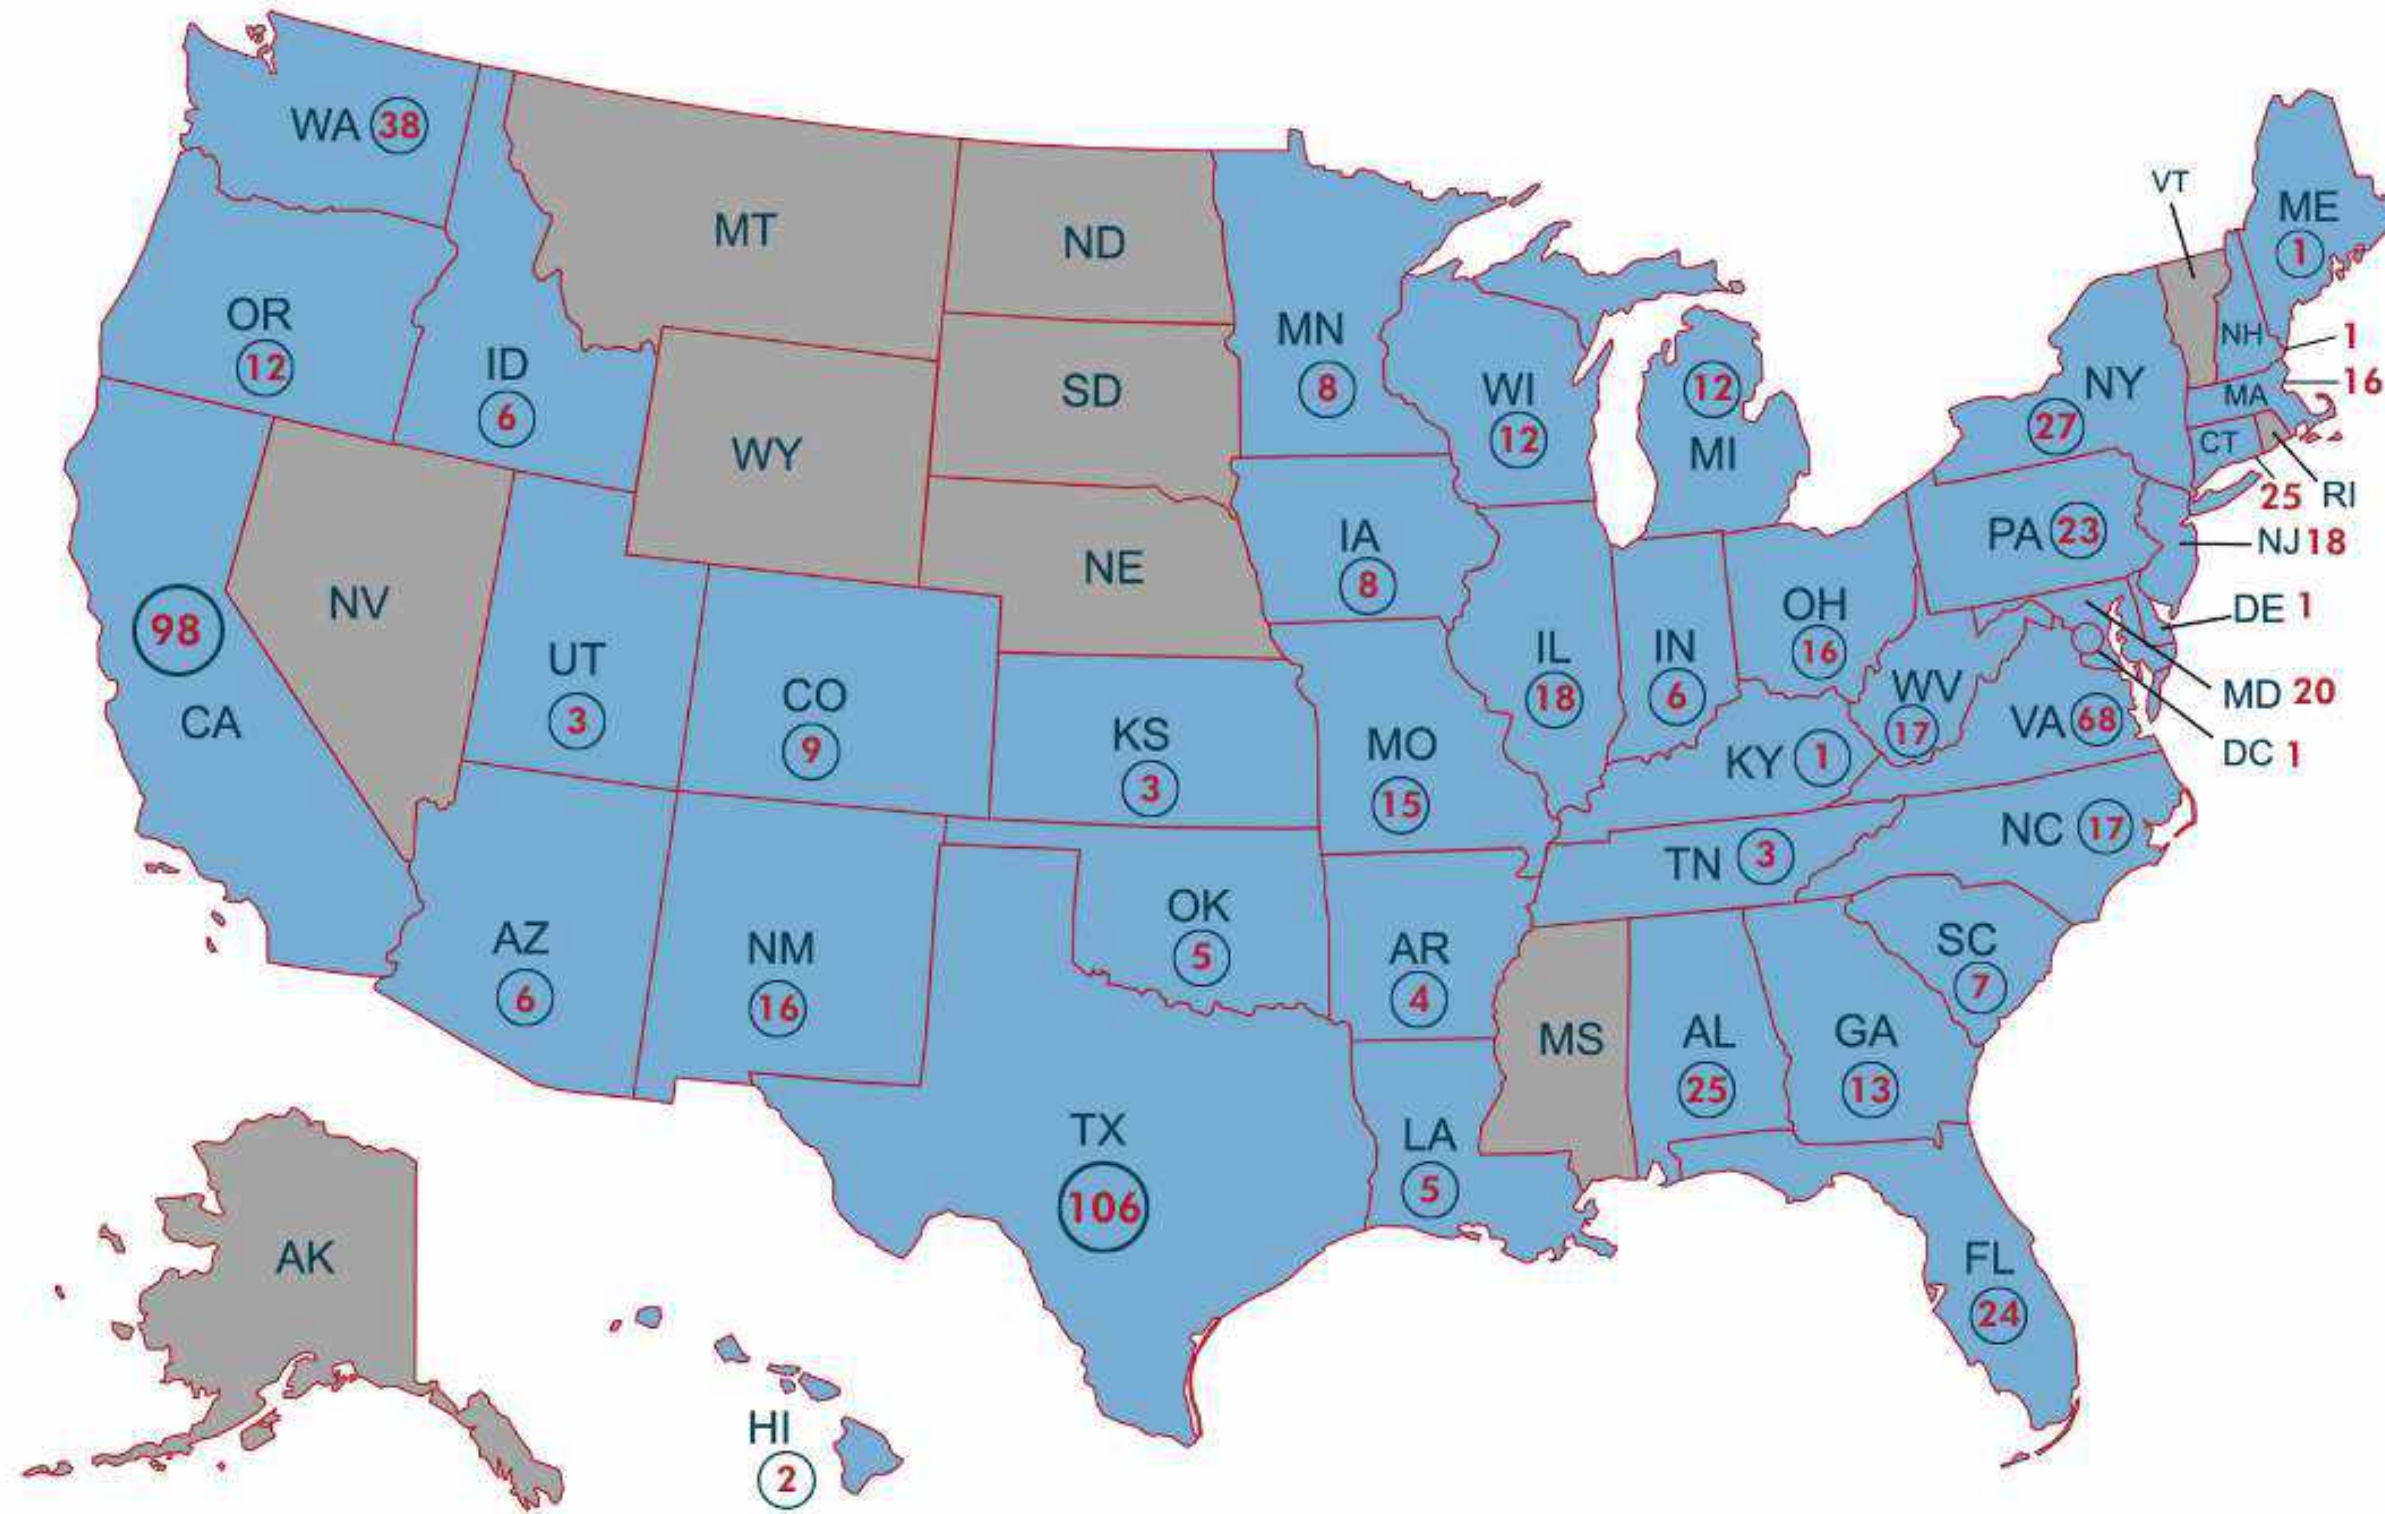 WA 38
MT
ND
VT
ME
1
OR
12
ID
6
MN
8
NH
1
SD
WI
12
12
MI
NY
27
MA
16
WY
CT
25
RI
PA 23
NJ 18
IA
8
NE
NV
98
CA
UT
3
CO
9
KS
3
MO
15
IL
18
IN
6
OH
16
DE 1
WV
17
VA 68
MD 20
DC 1
KY 1
NC 17
TN 3
AZ
6
NM
16
OK
5
AR
4
SC
7
MS
AL
25
GA
13
TX
106
LA
5
AK
FL
24
HI
2